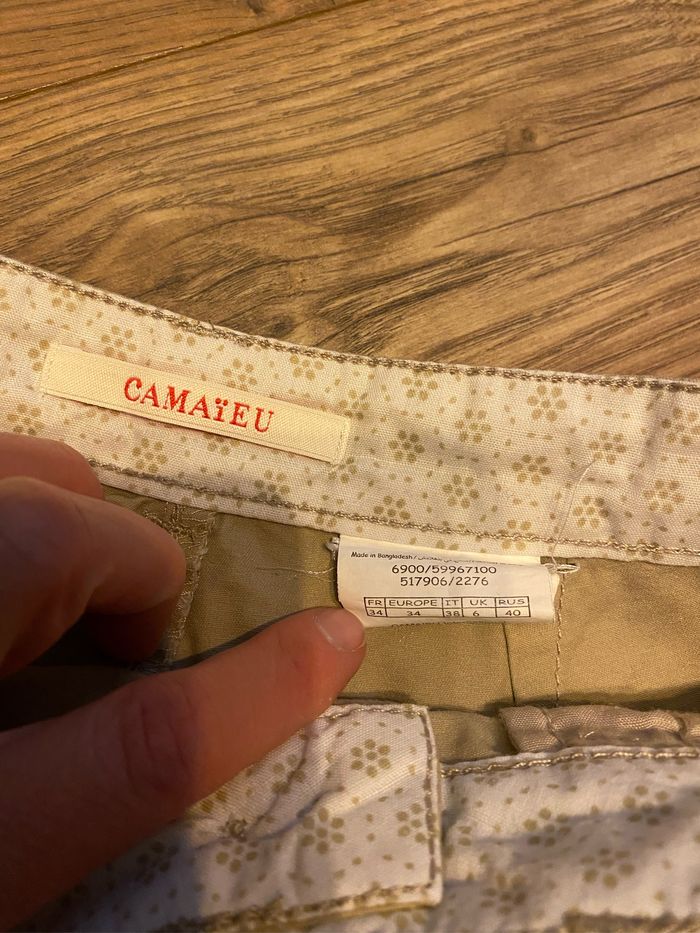 CAMAïEU
Made in Bangladesh /
6900/59967100
517906/2276
FR EUROPE IT UK RUS
34 34 38 6 40